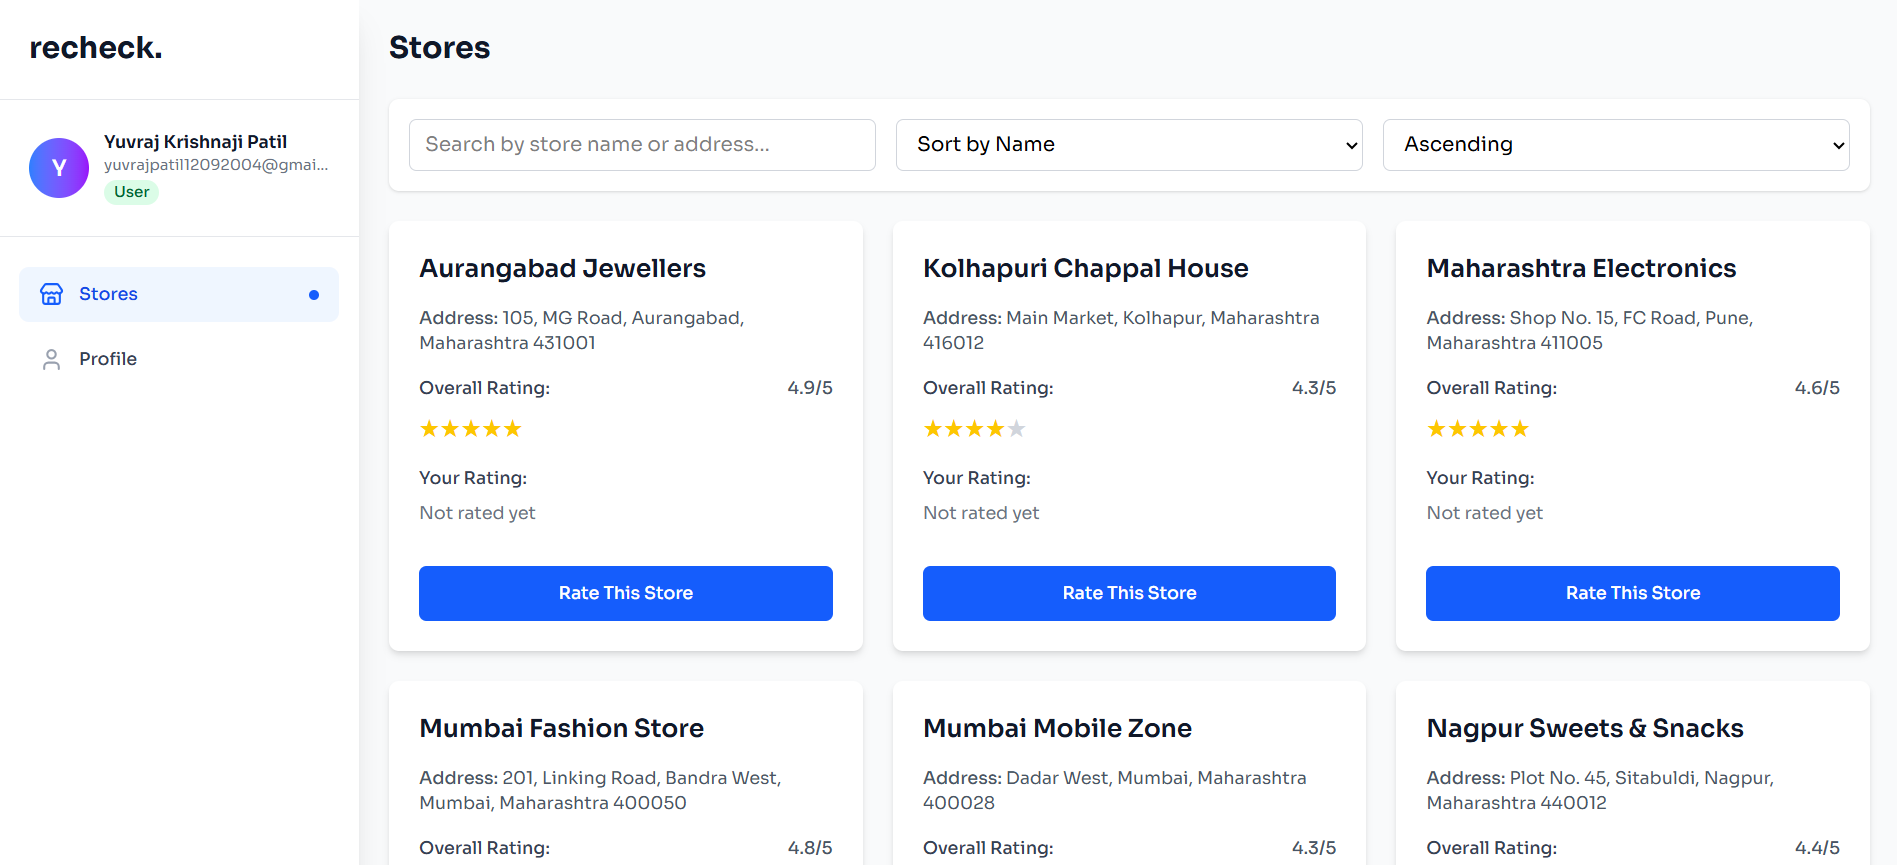 recheck.
Y
Yuvraj Krishnaji Patil
yuvrajpatil12092004@gmai...
User
Stores
Profile
Stores
Search by store name or address...
Sort by Name
Ascending
Aurangabad Jewellers
Address: 105, MG Road, Aurangabad,
Maharashtra 431001
Overall Rating: 4.9/5
★★★★★
Your Rating:
Not rated yet
Rate This Store
Kolhapuri Chappal House
Address: Main Market, Kolhapur, Maharashtra
416012
Overall Rating: 4.3/5
★★★★★
Your Rating:
Not rated yet
Rate This Store
Maharashtra Electronics
Address: Shop No. 15, FC Road, Pune,
Maharashtra 411005
Overall Rating: 4.6/5
★★★★★
Your Rating:
Not rated yet
Rate This Store
Mumbai Fashion Store
Address: 201, Linking Road, Bandra West,
Mumbai, Maharashtra 400050
Overall Rating: 4.8/5
Mumbai Mobile Zone
Address: Dadar West, Mumbai, Maharashtra
400028
Overall Rating: 4.3/5
Nagpur Sweets & Snacks
Address: Plot No. 45, Sitabuldi, Nagpur,
Maharashtra 440012
Overall Rating: 4.4/5